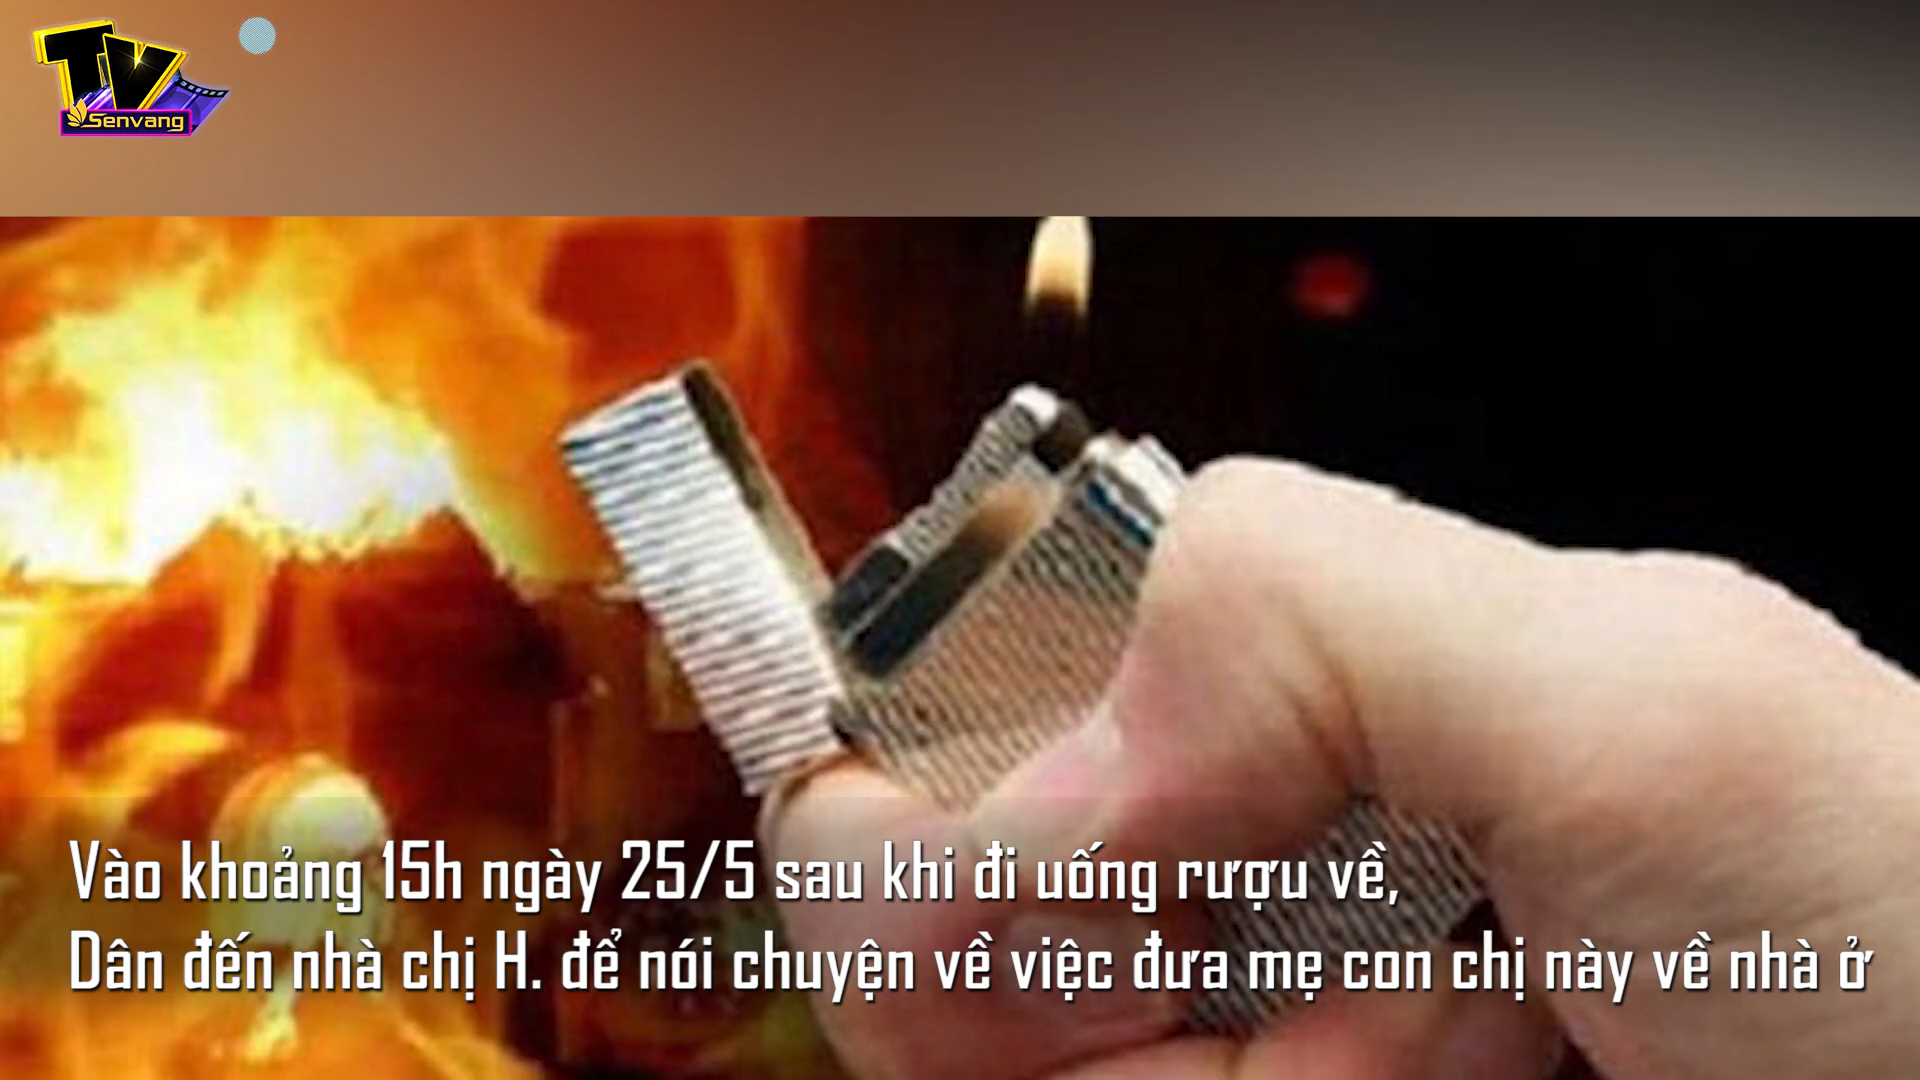 TV
Senvang
Vào khoảng 15h ngày 25/5 sau khi đi uống rượu về,
Dân đến nhà chị H. để nói chuyện về việc đưa mẹ con chị này về nhà ở